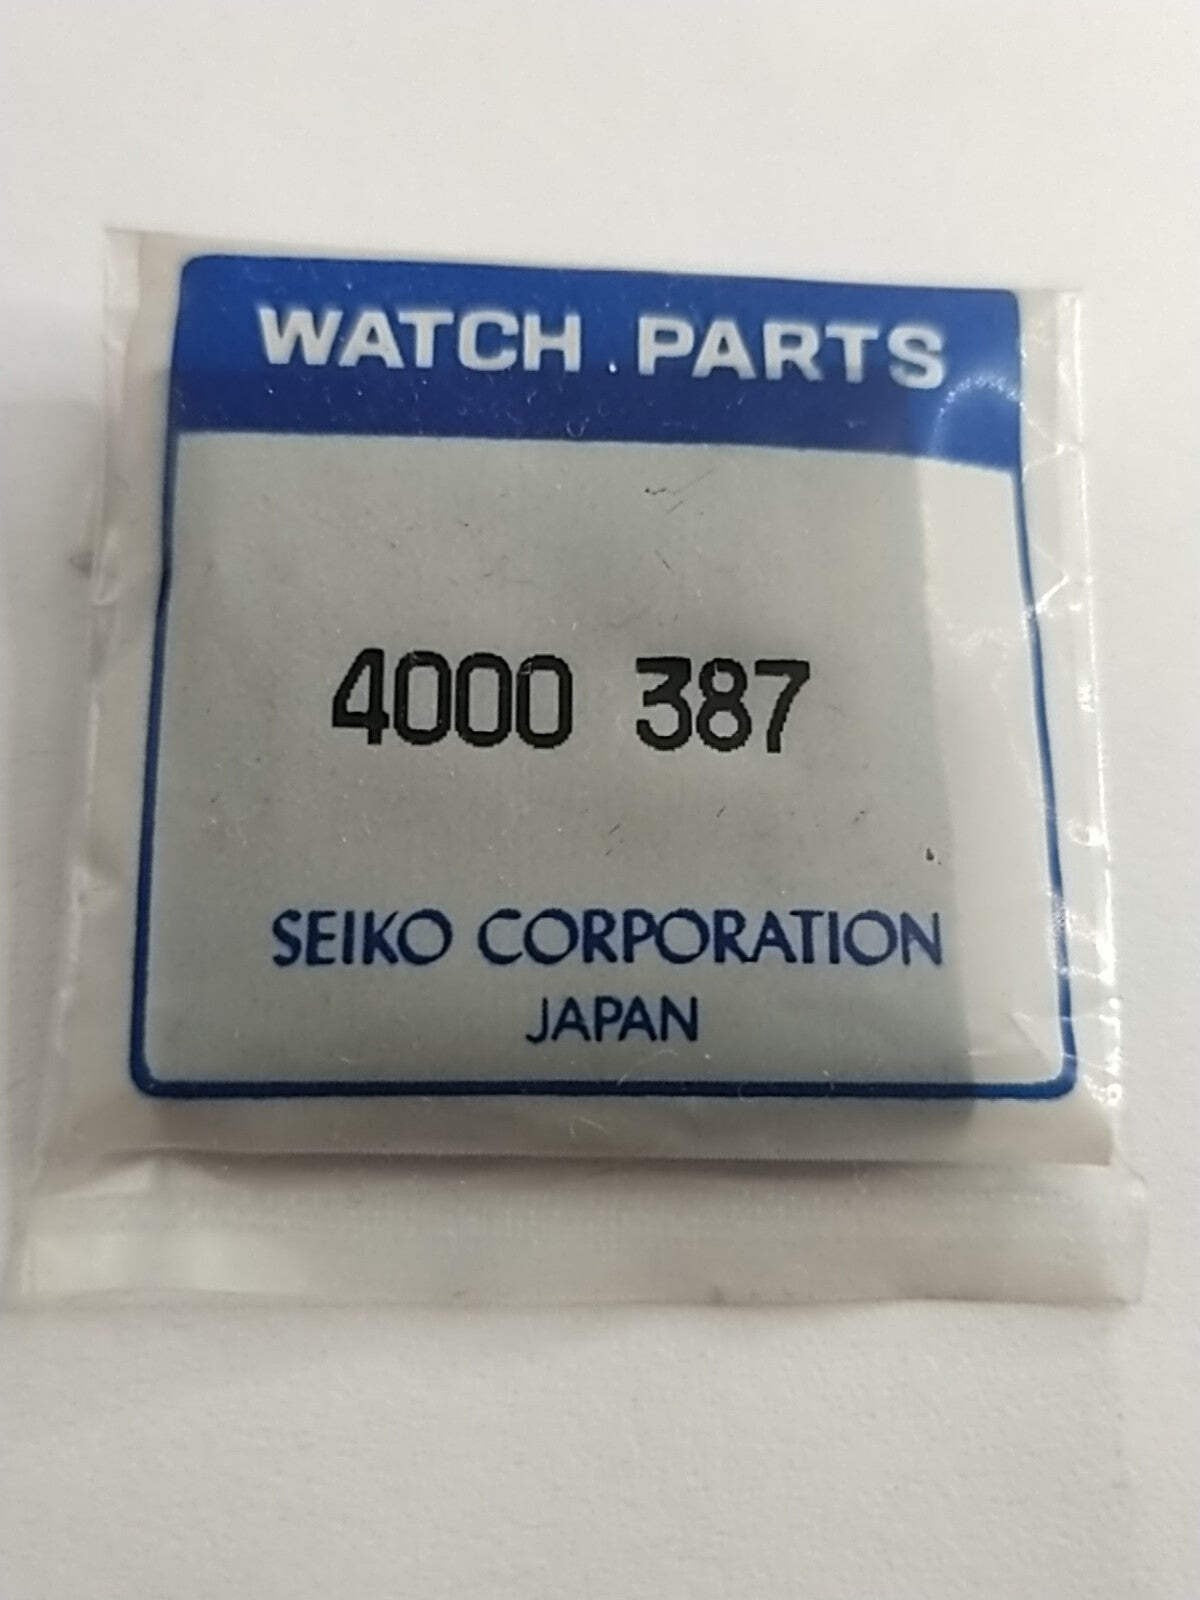 WATCH PARTS
4000 387
SEIKO CORPORATION
JAPAN